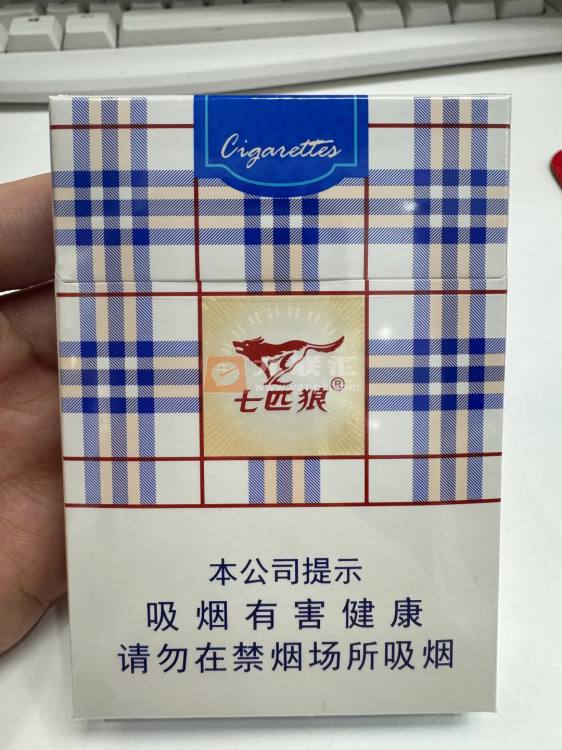 Cigarettes
七匹狼®
本公司提示
吸烟有害健康
请勿在禁烟场所吸烟